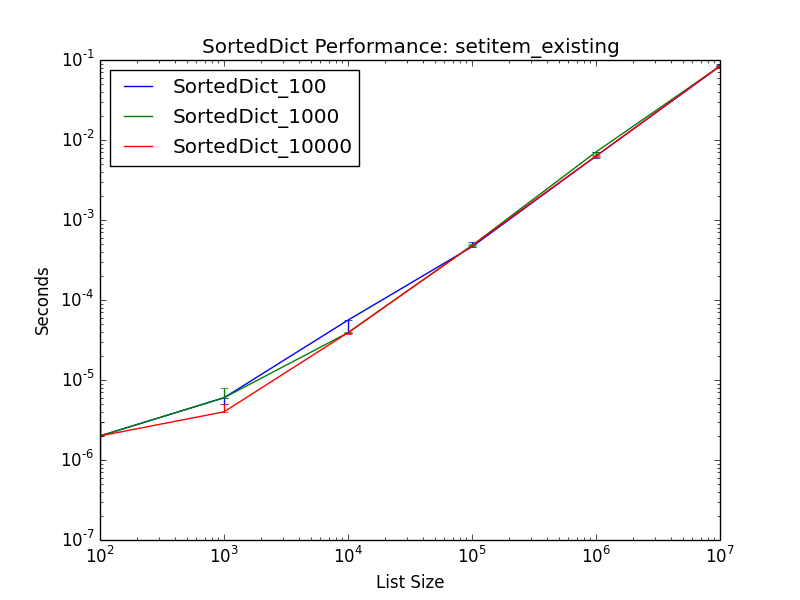 SortedDict Performance: setitem_existing
10^-1
10^-2
10^-3
10^-4
10^-5
10^-6
10^-7
Seconds
SortedDict_100
SortedDict_1000
SortedDict_10000
10^2 10^3 10^4 10^5 10^6 10^7
List Size